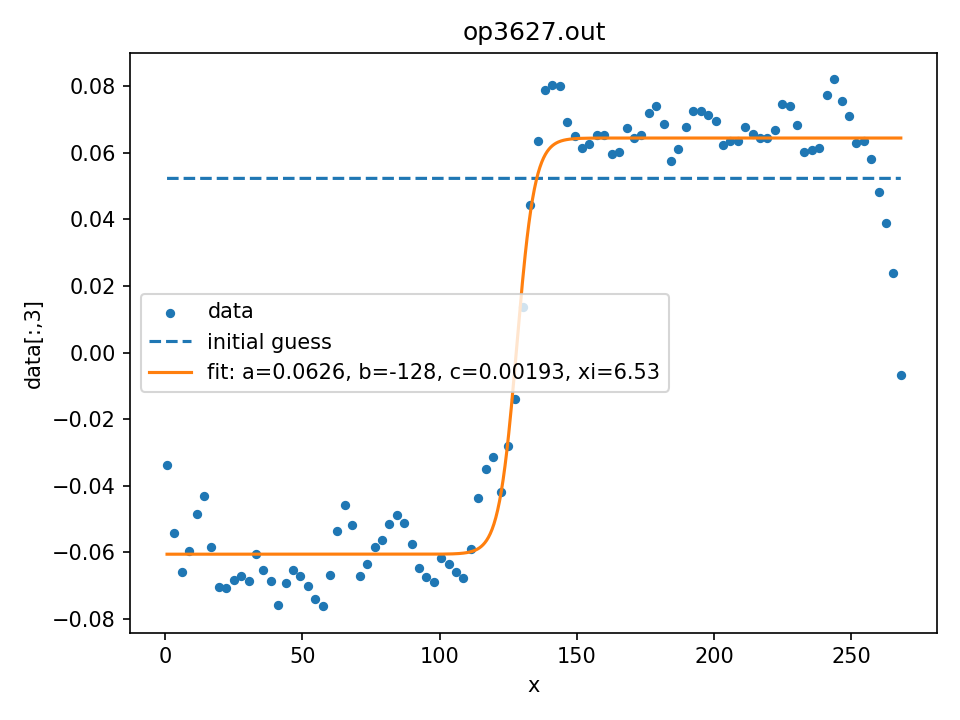 op3627.out
0.08
0.06
0.04
0.02
0.00
−0.02
−0.04
−0.06
−0.08
data[:,3]
data
initial guess
fit: a=0.0626, b=-128, c=0.00193, xi=6.53
0 50 100 150 200 250
x